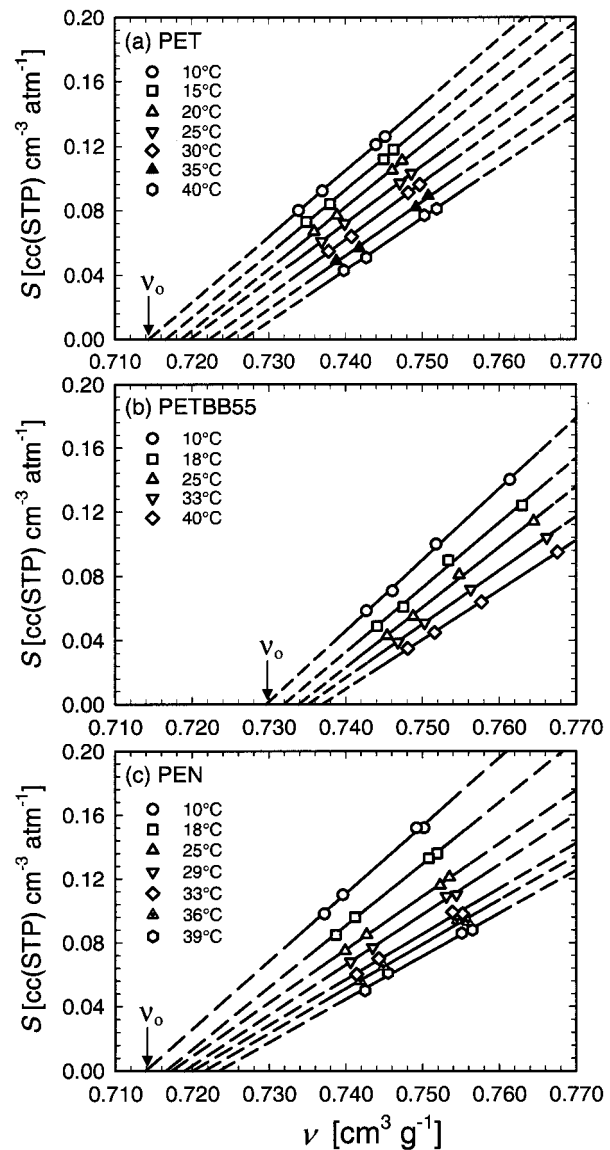 0.20
(a) PET
10°C
15°C
20°C
25°C
30°C
35°C
40°C
0.16
0.12
0.08
0.04
0.00
S [cc(STP) cm⁻³ atm⁻¹]
νₒ
0.710 0.720 0.730 0.740 0.750 0.760 0.770
0.20
(b) PETBB55
10°C
18°C
25°C
33°C
40°C
0.16
0.12
0.08
0.04
0.00
S [cc(STP) cm⁻³ atm⁻¹]
νₒ
0.710 0.720 0.730 0.740 0.750 0.760 0.770
0.20
(c) PEN
10°C
18°C
25°C
29°C
33°C
36°C
39°C
0.16
0.12
0.08
0.04
0.00
S [cc(STP) cm⁻³ atm⁻¹]
νₒ
0.710 0.720 0.730 0.740 0.750 0.760 0.770
ν [cm³ g⁻¹]